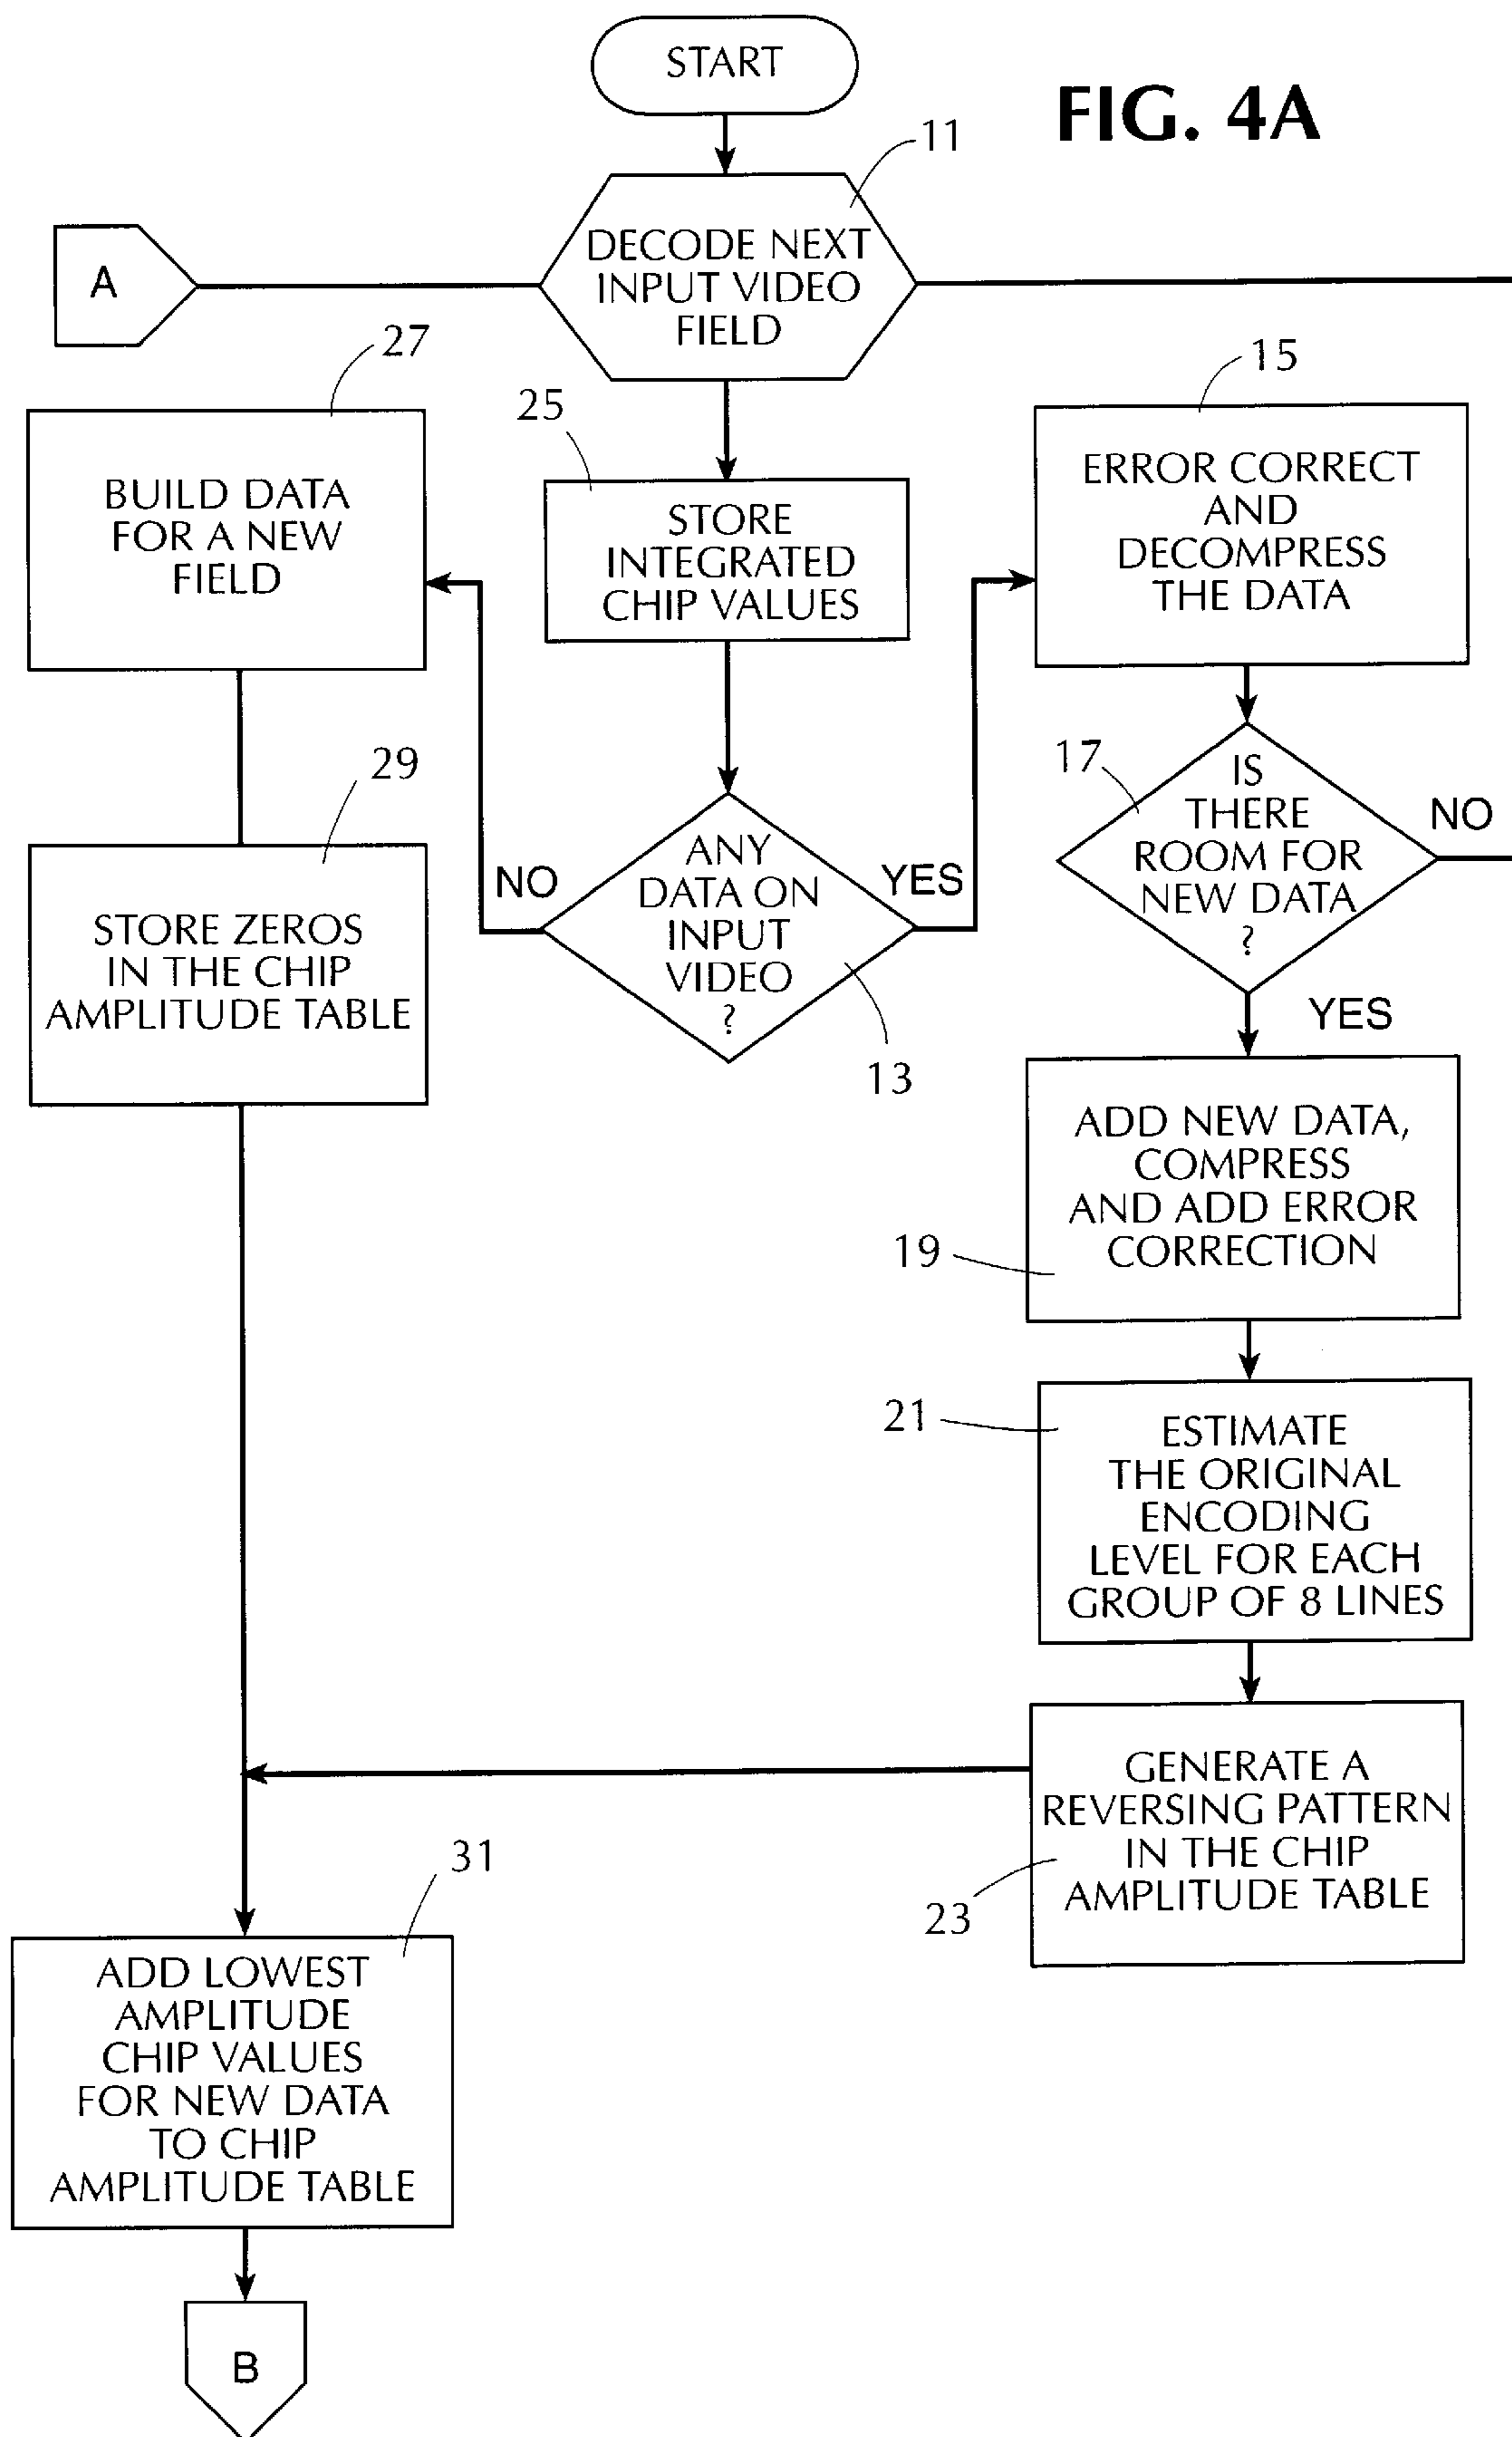 START
FIG. 4A
11
DECODE NEXT
INPUT VIDEO
FIELD
A
27
BUILD DATA
FOR A NEW
FIELD
25
STORE
INTEGRATED
CHIP VALUES
15
ERROR CORRECT
AND
DECOMPRESS
THE DATA
29
STORE ZEROS
IN THE CHIP
AMPLITUDE TABLE
NO
ANY
DATA ON
INPUT
VIDEO
?
YES
13
17
IS
THERE
ROOM FOR
NEW DATA
?
NO
YES
ADD NEW DATA,
COMPRESS
AND ADD ERROR
CORRECTION
19
21
ESTIMATE
THE ORIGINAL
ENCODING
LEVEL FOR EACH
GROUP OF 8 LINES
GENERATE A
REVERSING PATTERN
IN THE CHIP
AMPLITUDE TABLE
23
31
ADD LOWEST
AMPLITUDE
CHIP VALUES
FOR NEW DATA
TO CHIP
AMPLITUDE TABLE
B